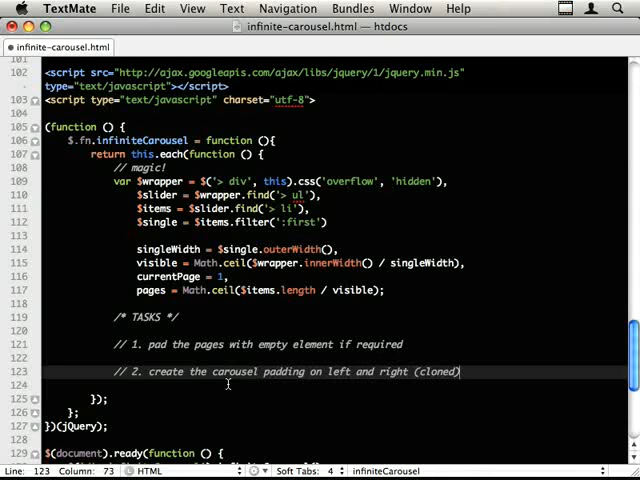 TextMate File Edit View Text Navigation Bundles Window Help
infinite-carousel.html — htdocs
infinite-carousel.html
101
102 <script src="http://ajax.googleapis.com/ajax/libs/jquery/1/jquery.min.js"
type="text/javascript"></script>
103 <script type="text/javascript" charset="utf-8">
104
105 (function () {
106 $.fn.infiniteCarousel = function (){
107 return this.each(function () {
108 // magic!
109 var $wrapper = $('> div', this).css('overflow', 'hidden'),
110 $slider = $wrapper.find('> ul'),
111 $items = $slider.find('> li'),
112 $single = $items.filter(':first')
113
114 singleWidth = $single.outerWidth(),
115 visible = Math.ceil($wrapper.innerWidth() / singleWidth),
116 currentPage = 1,
117 pages = Math.ceil($items.length / visible);
118
119 /* TASKS */
120
121 // 1. pad the pages with empty element if required
122
123 // 2. create the carousel padding on left and right (cloned)
124
125 });
126 };
127 })(jQuery);
128
129 $(document).ready(function () {
Line: 123 Column: 73 HTML Soft Tabs: 4 infiniteCarousel